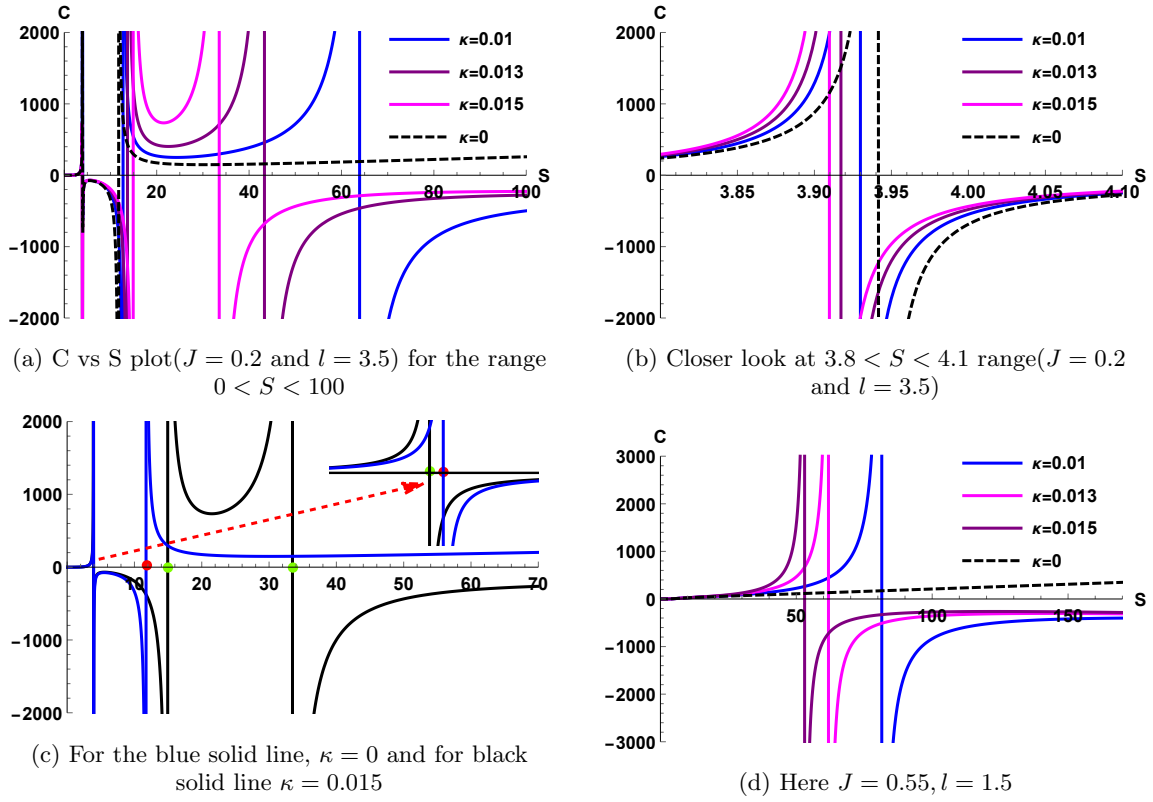 C
2000
1000
0
−1000
−2000
20
40
60
80
100
S
κ=0.01
κ=0.013
κ=0.015
κ=0
(a) C vs S plot(J = 0.2 and l = 3.5) for the range
0 < S < 100
C
2000
1000
0
−1000
−2000
3.85
3.90
3.95
4.00
4.05
4.10
S
κ=0.01
κ=0.013
κ=0.015
κ=0
(b) Closer look at 3.8 < S < 4.1 range(J = 0.2
and l = 3.5)
2000
1000
0
−1000
−2000
10
20
30
40
50
60
70
(c) For the blue solid line, κ = 0 and for black
solid line κ = 0.015
C
3000
2000
1000
0
−1000
−2000
−3000
50
100
150
S
κ=0.01
κ=0.013
κ=0.015
κ=0
(d) Here J = 0.55, l = 1.5